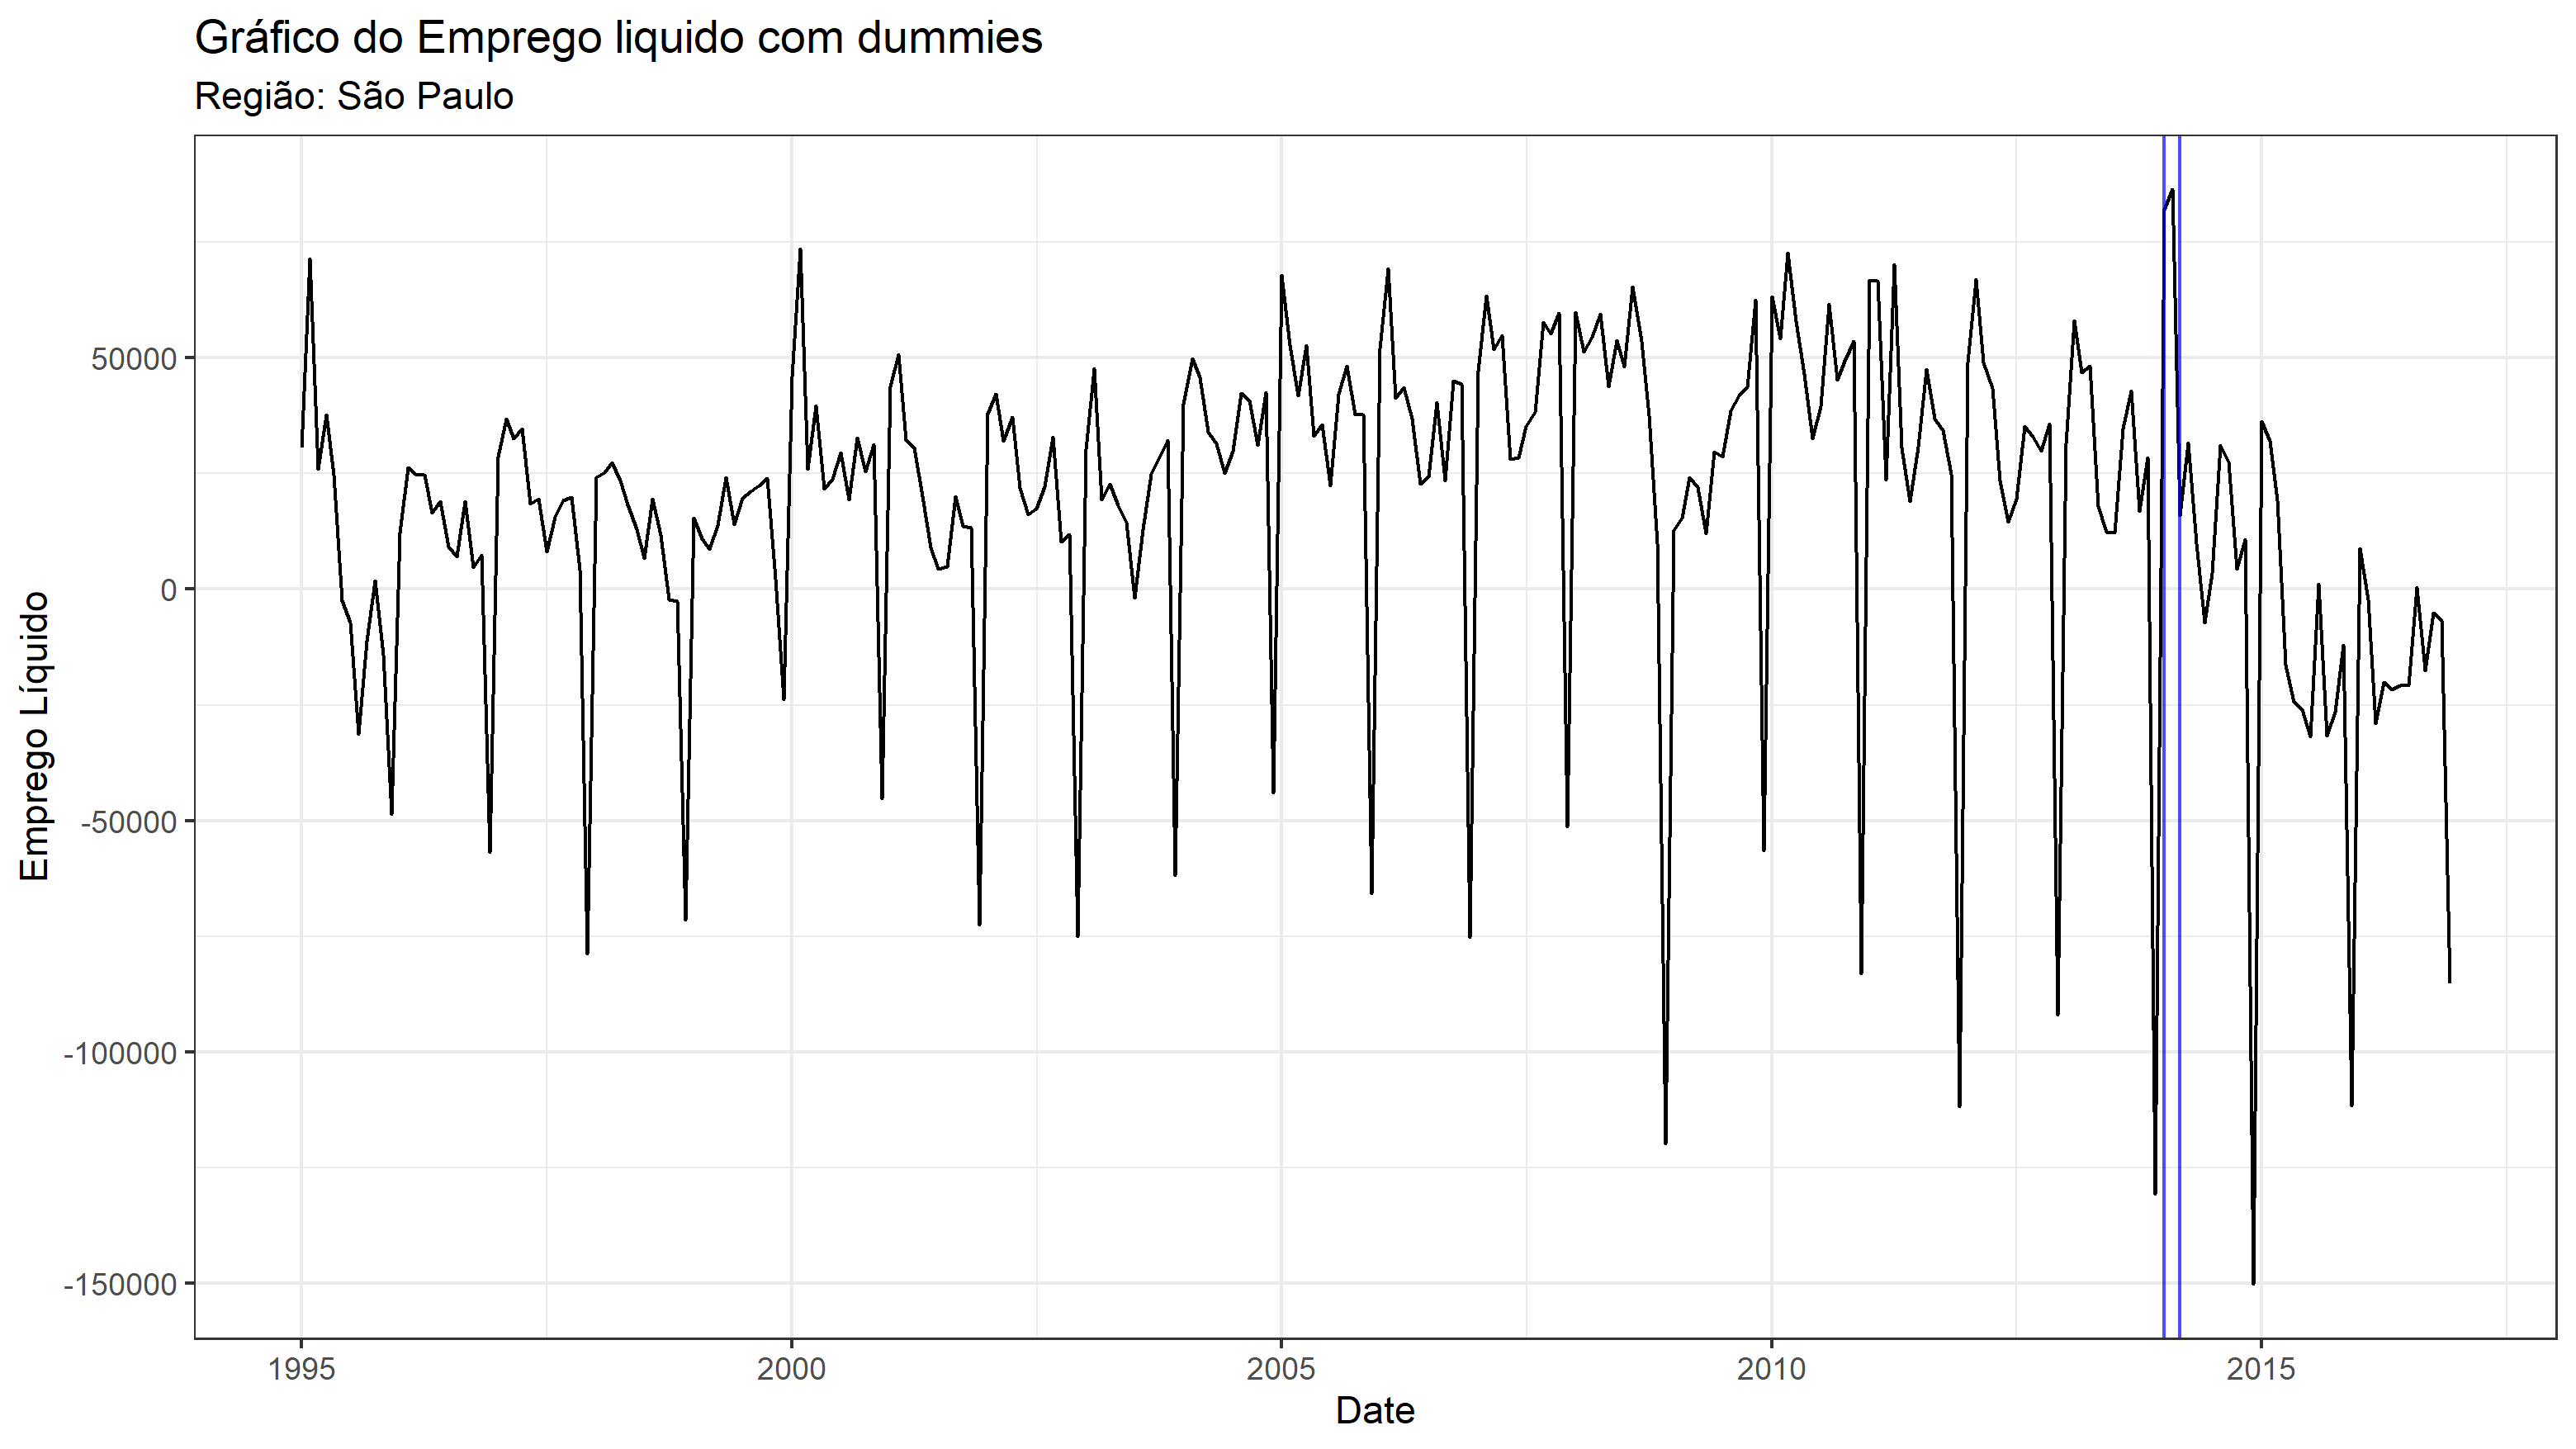 Gráfico do Emprego liquido com dummies
Região: São Paulo
Emprego Líquido
50000
0
-50000
-100000
-150000
1995 2000 2005 2010 2015
Date